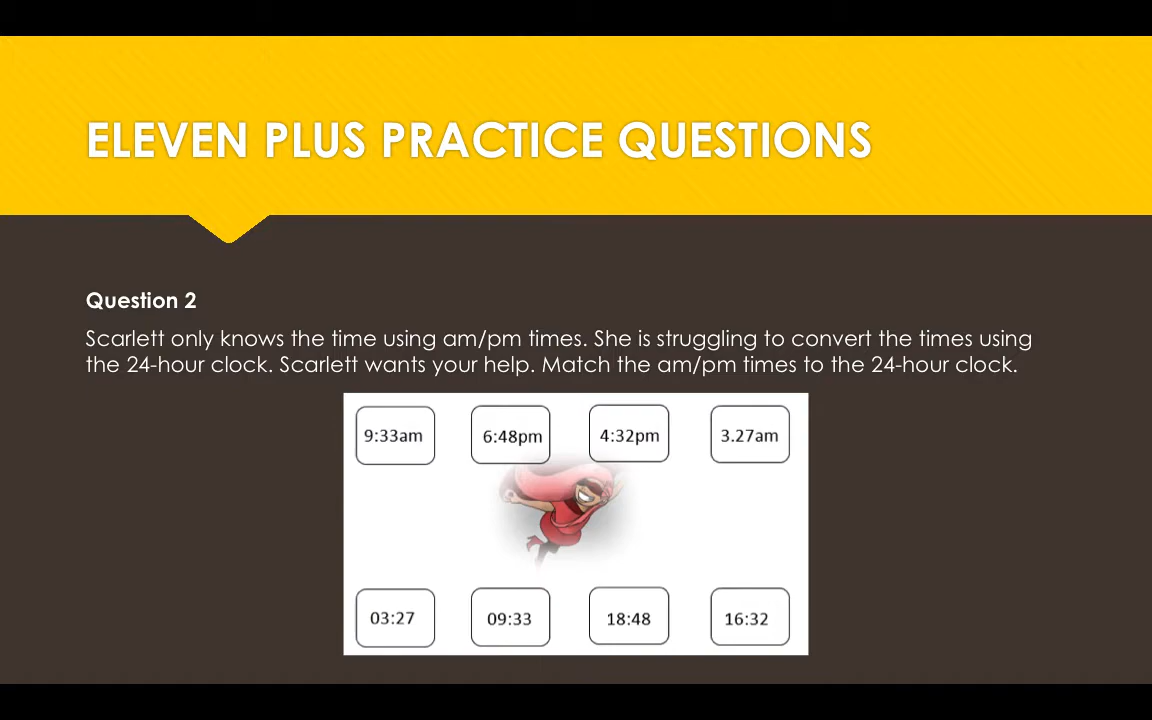 ELEVEN PLUS PRACTICE QUESTIONS
Question 2
Scarlett only knows the time using am/pm times. She is struggling to convert the times using
the 24-hour clock. Scarlett wants your help. Match the am/pm times to the 24-hour clock.
9:33am 6:48pm 4:32pm 3.27am
03:27 09:33 18:48 16:32